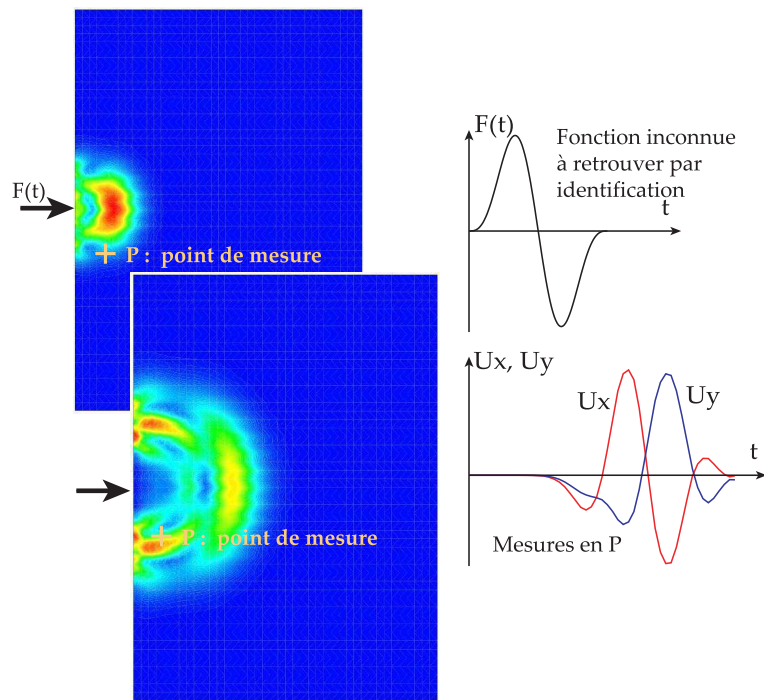 F(t)
P : point de mesure
P : point de mesure
F(t)
Fonction inconnue
à retrouver par
identification
t
Ux, Uy
Ux
Uy
t
Mesures en P